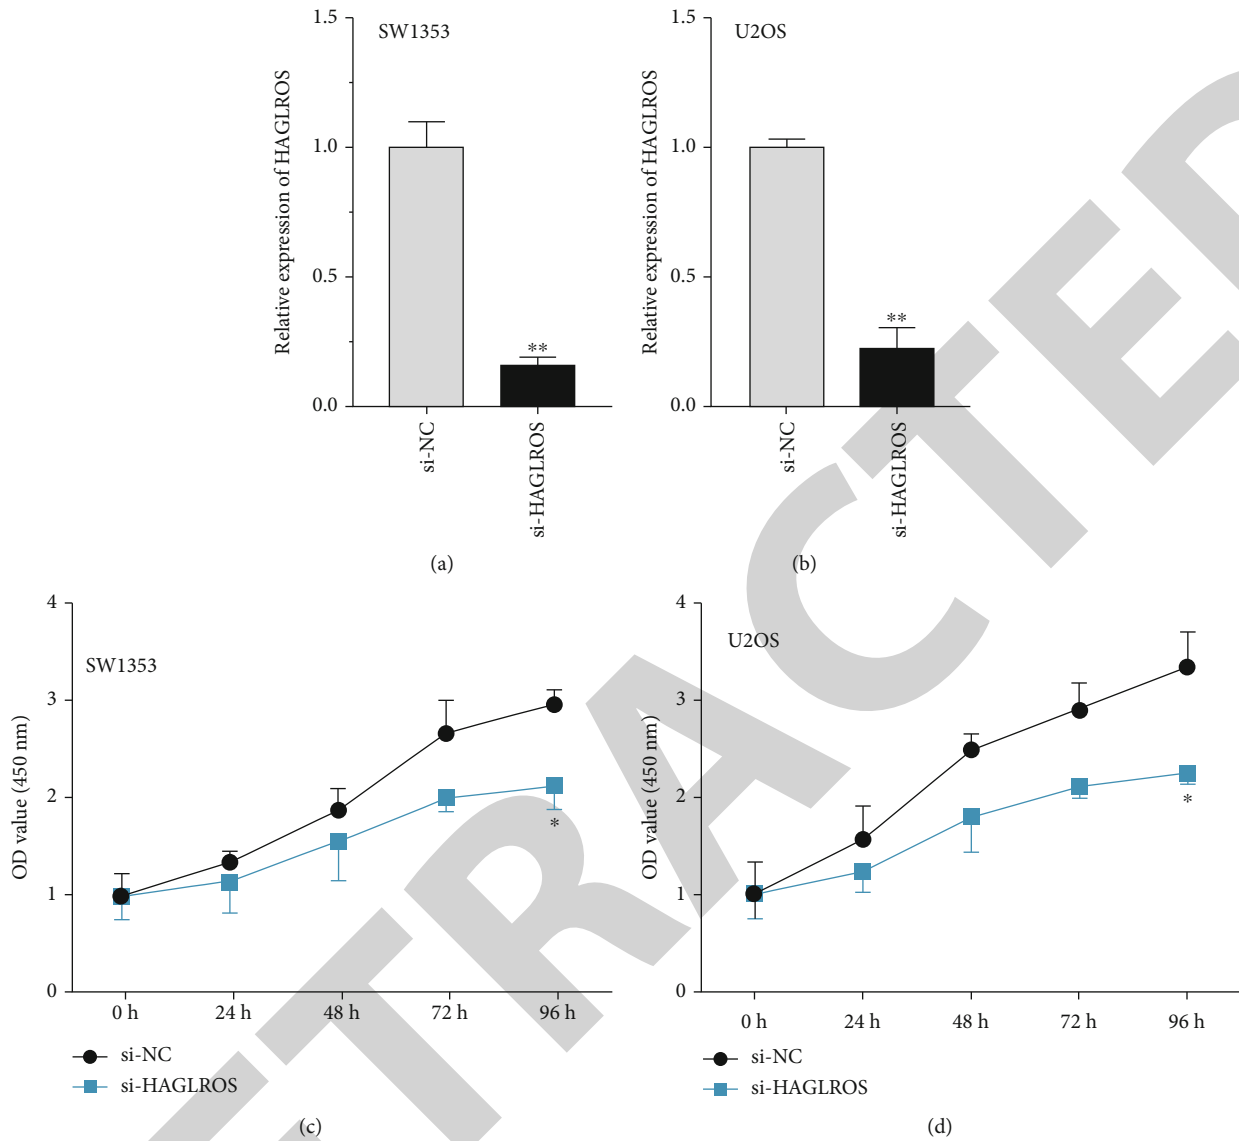 SW1353
Relative expression of HAGLROS
1.5
1.0
0.5
0.0
**
si-NC
si-HAGLROS
(a)
U2OS
Relative expression of HAGLROS
1.5
1.0
0.5
0.0
**
si-NC
si-HAGLROS
(b)
SW1353
OD value (450 nm)
4
3
2
1
0
*
0 h 24 h 48 h 72 h 96 h
si-NC
si-HAGLROS
(c)
U2OS
OD value (450 nm)
4
3
2
1
0
*
0 h 24 h 48 h 72 h 96 h
si-NC
si-HAGLROS
(d)
ETRACTED